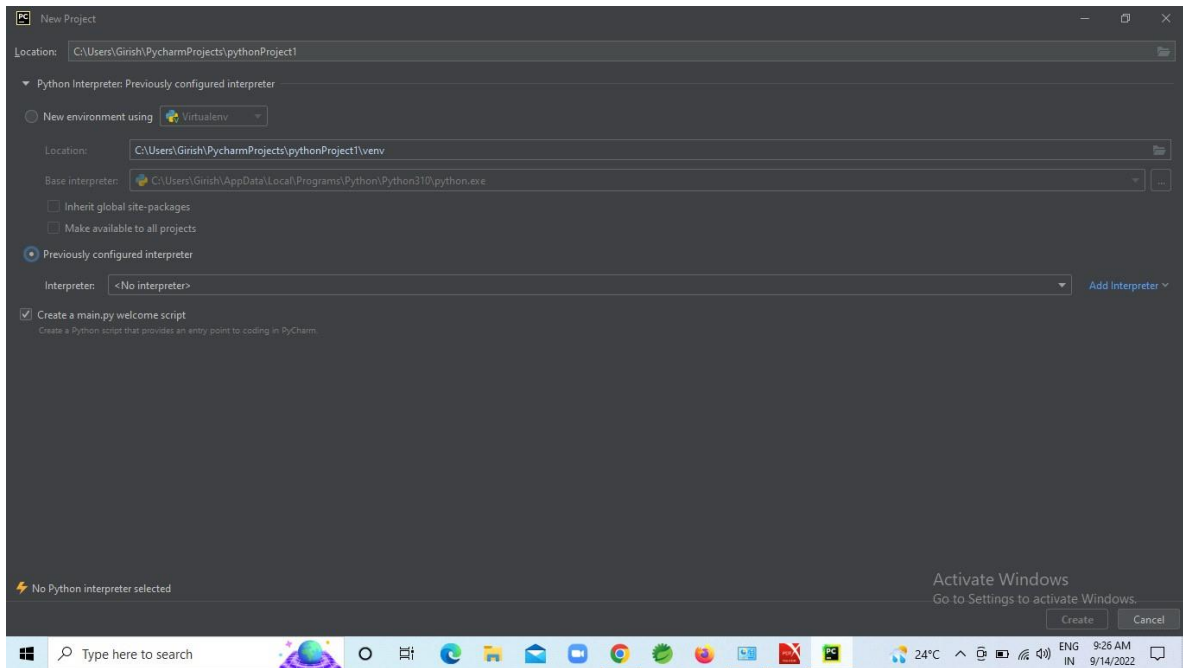 PC New Project
Location: C:\Users\Girish\PycharmProjects\pythonProject1
Python Interpreter: Previously configured interpreter
New environment using Virtualenv
Location: C:\Users\Girish\PycharmProjects\pythonProject1\venv
Base interpreter: C:\Users\Girish\AppData\Local\Programs\Python\Python310\python.exe ...
Inherit global site-packages
Make available to all projects
Previously configured interpreter
Interpreter: <No interpreter> Add Interpreter
Create a main.py welcome script
Create a Python script that provides an entry point to coding in PyCharm.
No Python interpreter selected
Activate Windows
Go to Settings to activate Windows.
Create Cancel
Type here to search
PC
24°C
ENG
IN
9:26 AM
9/14/2022